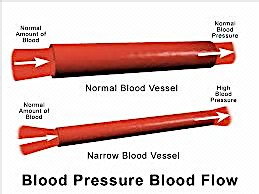 Normal
Amount of
Blood
Normal
Blood
Pressure
Normal Blood Vessel
Normal
Amount of
Blood
High
Blood
Pressure
Narrow Blood Vessel
Blood Pressure Blood Flow